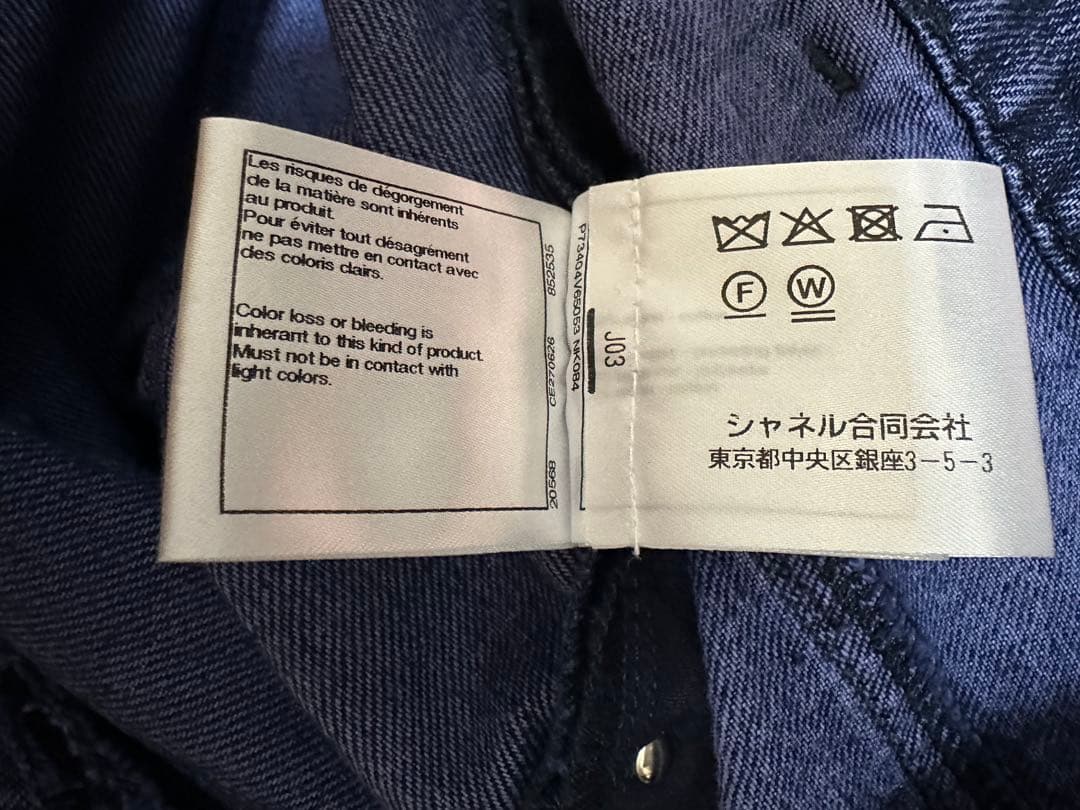 Les risques de dégorgement
de la matière sont inhérents
au produit.
Pour éviter tout désagrément
ne pas mettre en contact avec
des coloris clairs.
Color loss or bleeding is
inherant to this kind of product.
Must not be in contact with
light colors.
852535
CE270626
20568
P73404V65053 NK084
J03
F
W
シャネル合同会社
東京都中央区銀座3-5-3